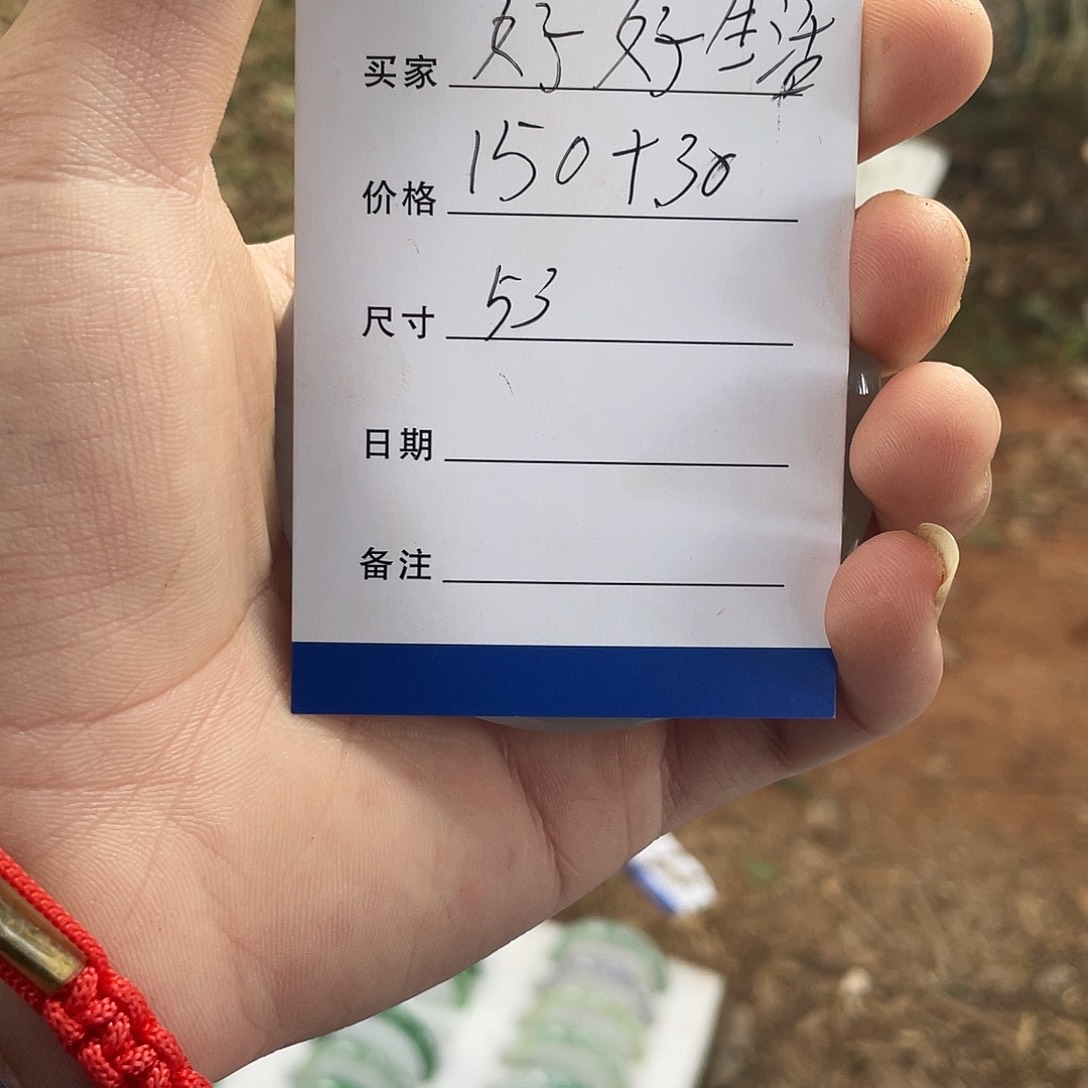 买家 好好生活
价格 150+30
尺寸 53
日期
备注